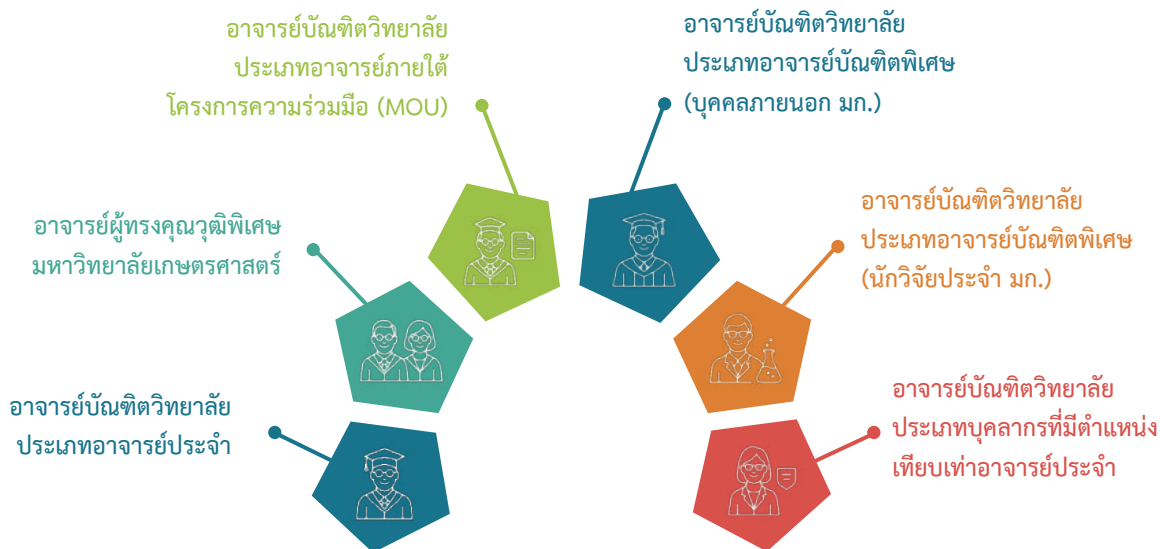 อาจารย์บัณฑิตวิทยาลัย
ประเภทอาจารย์ภายใต้
โครงการความร่วมมือ (MOU)
อาจารย์บัณฑิตวิทยาลัย
ประเภทอาจารย์บัณฑิตพิเศษ
(บุคคลภายนอก มก.)
อาจารย์ผู้ทรงคุณวุฒิพิเศษ
มหาวิทยาลัยเกษตรศาสตร์
อาจารย์บัณฑิตวิทยาลัย
ประเภทอาจารย์บัณฑิตพิเศษ
(นักวิจัยประจำ มก.)
อาจารย์บัณฑิตวิทยาลัย
ประเภทอาจารย์ประจำ
อาจารย์บัณฑิตวิทยาลัย
ประเภทบุคลากรที่มีตำแหน่ง
เทียบเท่าอาจารย์ประจำ